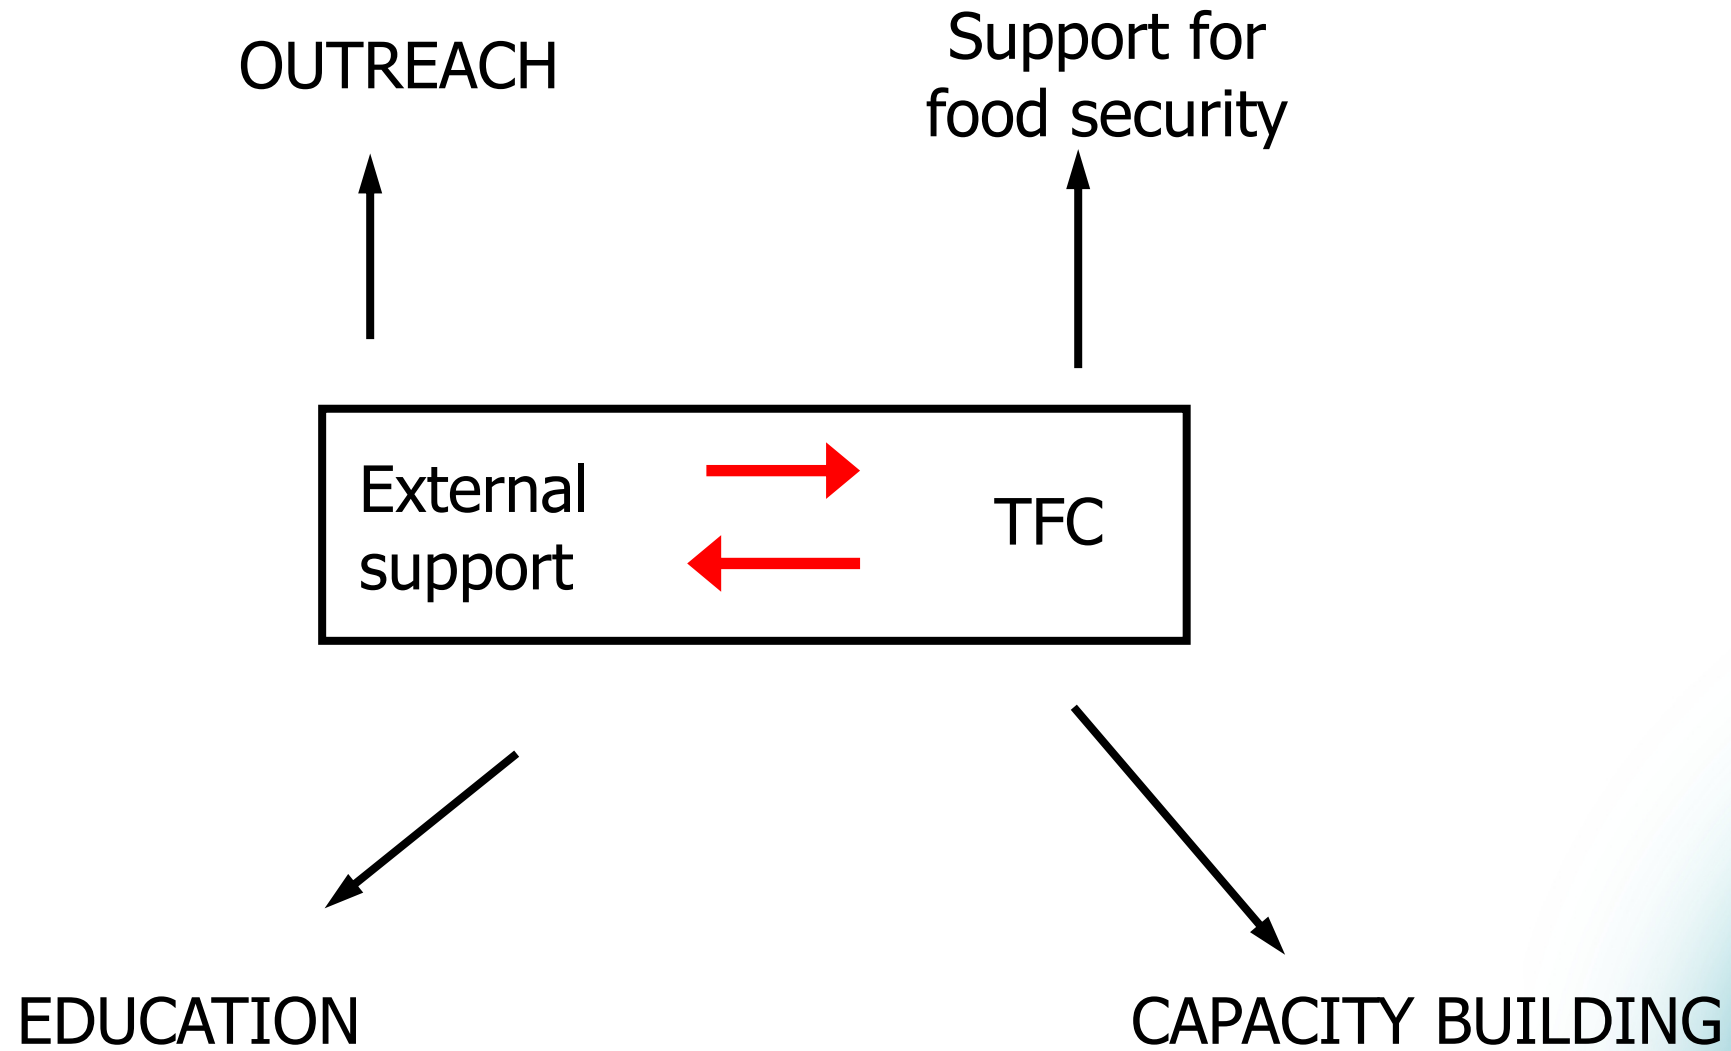 OUTREACH
Support for
food security
External
support
TFC
EDUCATION
CAPACITY BUILDING